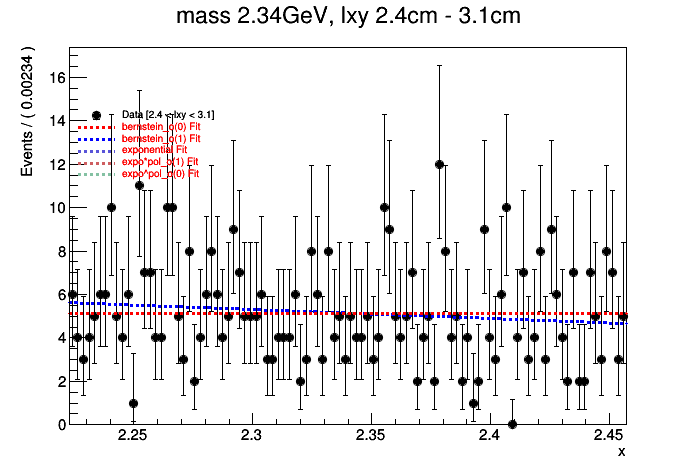 mass 2.34GeV, lxy 2.4cm - 3.1cm
Events / ( 0.00234 )
16
14
12
10
8
6
4
2
0
Data [2.4 < lxy < 3.1]
bernstein_o(0) Fit
bernstein_o(1) Fit
exponential Fit
expo*pol_o(1) Fit
expo^pol_o(0) Fit
2.25 2.3 2.35 2.4 2.45
x